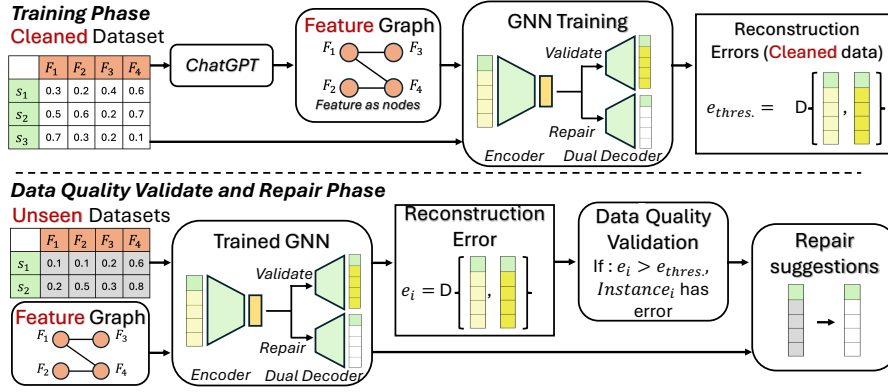 Training Phase
Cleaned Dataset
F₁ F₂ F₃ F₄
s₁ 0.3 0.2 0.4 0.6
s₂ 0.5 0.6 0.2 0.7
s₃ 0.7 0.3 0.2 0.1
ChatGPT
Feature Graph
F₁ F₃
F₂ F₄
Feature as nodes
GNN Training
Validate
Repair
Encoder Dual Decoder
Reconstruction
Errors (Cleaned data)
e_thres. = D { , }
Data Quality Validate and Repair Phase
Unseen Datasets
F₁ F₂ F₃ F₄
s₁ 0.1 0.1 0.2 0.6
s₂ 0.2 0.5 0.3 0.8
Feature Graph
F₁ F₃
F₂ F₄
Trained GNN
Validate
Repair
Encoder Dual Decoder
Reconstruction
Error
eᵢ = D { , }
Data Quality
Validation
If : eᵢ > e_thres.,
Instanceᵢ has
error
Repair
suggestions